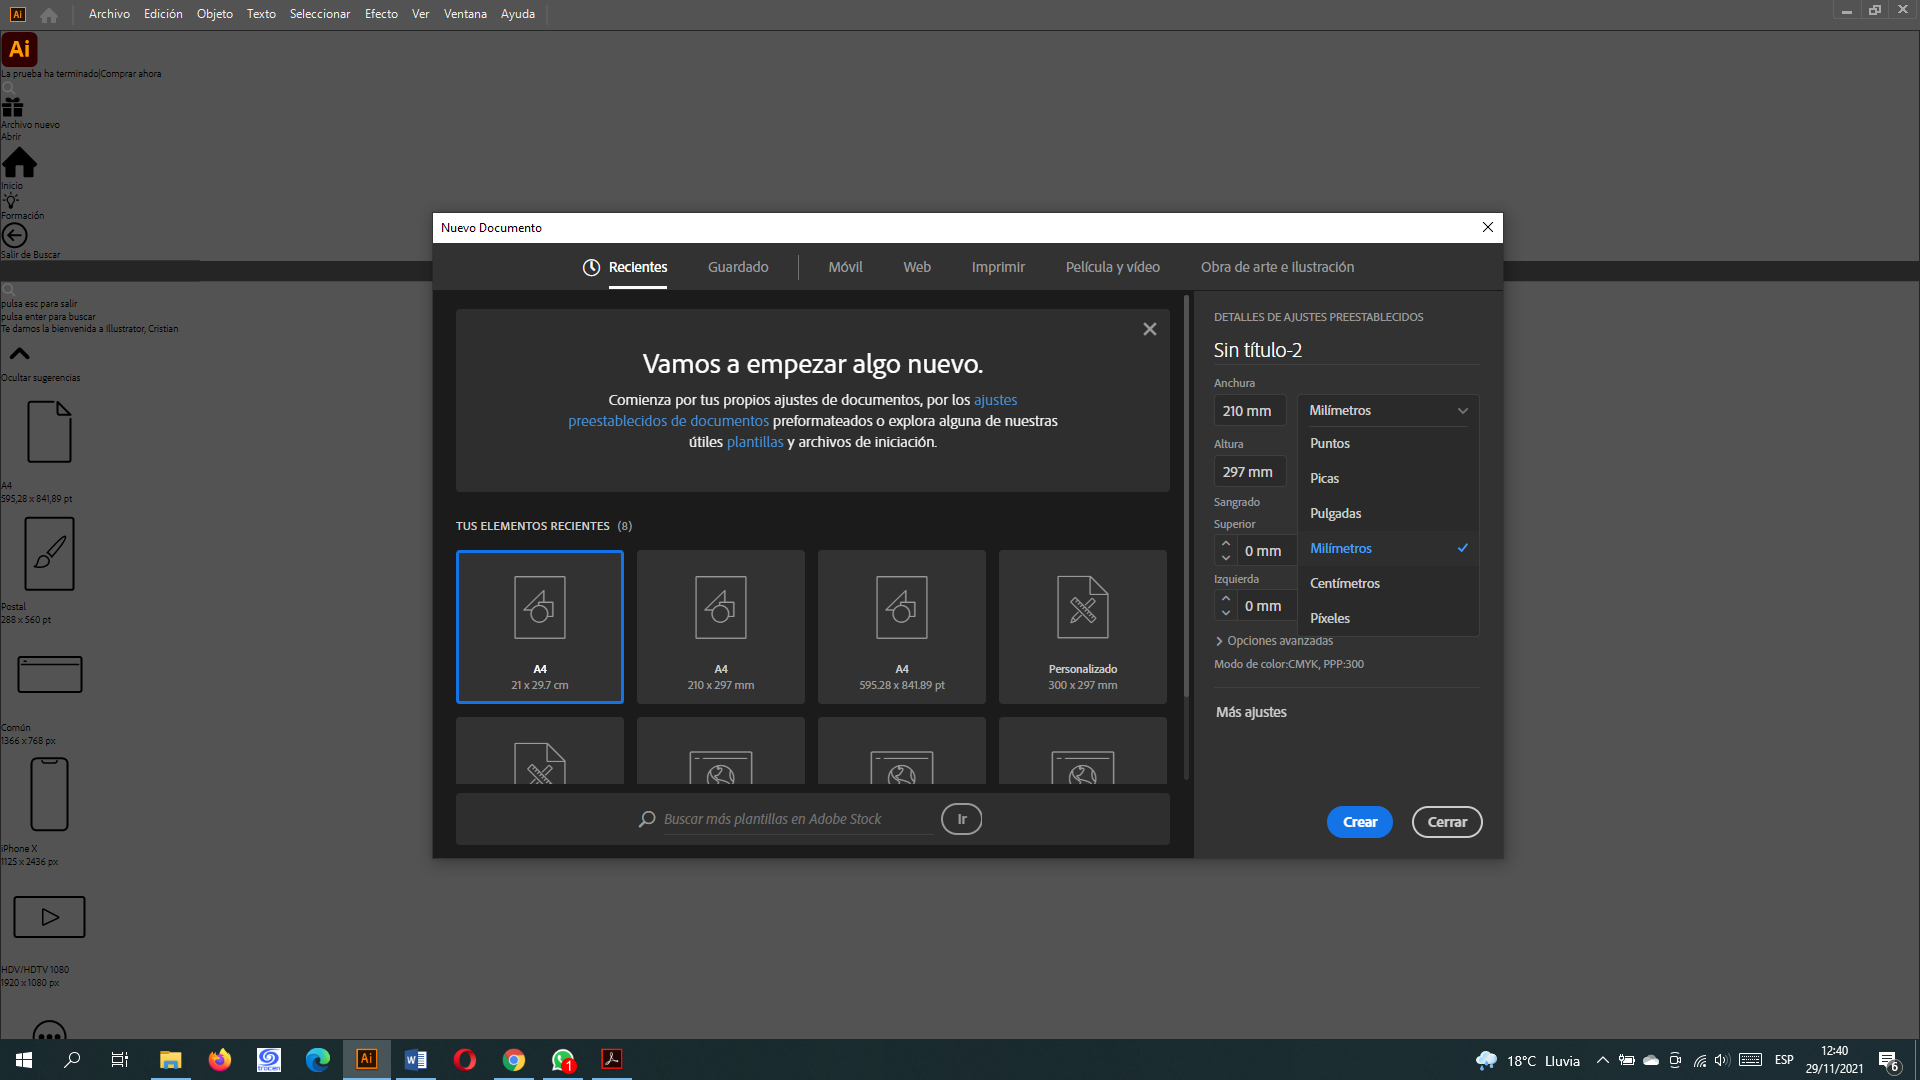 Ai
Archivo Edición Objeto Texto Seleccionar Efecto Ver Ventana Ayuda
Ai
La prueba ha terminado|Comprar ahora
Archivo nuevo
Abrir
Inicio
Formación
Salir de Buscar
pulsa esc para salir
pulsa enter para buscar
Te damos la bienvenida a Illustrator, Cristian
Ocultar sugerencias
A4
595,28 x 841,89 pt
Postal
288 x 560 pt
Común
1366 x 768 px
iPhone X
1125 x 2436 px
HDV/HDTV 1080
1920 x 1080 px
Nuevo Documento
Recientes Guardado Móvil Web Imprimir Película y vídeo Obra de arte e ilustración
Vamos a empezar algo nuevo.
Comienza por tus propios ajustes de documentos, por los ajustes
preestablecidos de documentos preformateados o explora alguna de nuestras
útiles plantillas y archivos de iniciación.
TUS ELEMENTOS RECIENTES (8)
A4
21 x 29.7 cm
A4
210 x 297 mm
A4
595.28 x 841.89 pt
Personalizado
300 x 297 mm
Buscar más plantillas en Adobe Stock
Ir
DETALLES DE AJUSTES PREESTABLECIDOS
Sin título-2
Anchura
210 mm
Milímetros
Altura
297 mm
Puntos
Picas
Pulgadas
Milímetros
Centímetros
Píxeles
Sangrado
Superior
0 mm
Izquierda
0 mm
Opciones avanzadas
Modo de color:CMYK, PPP:300
Más ajustes
Crear
Cerrar
Ai
1
18°C Lluvia
ESP
12:40
29/11/2021
6